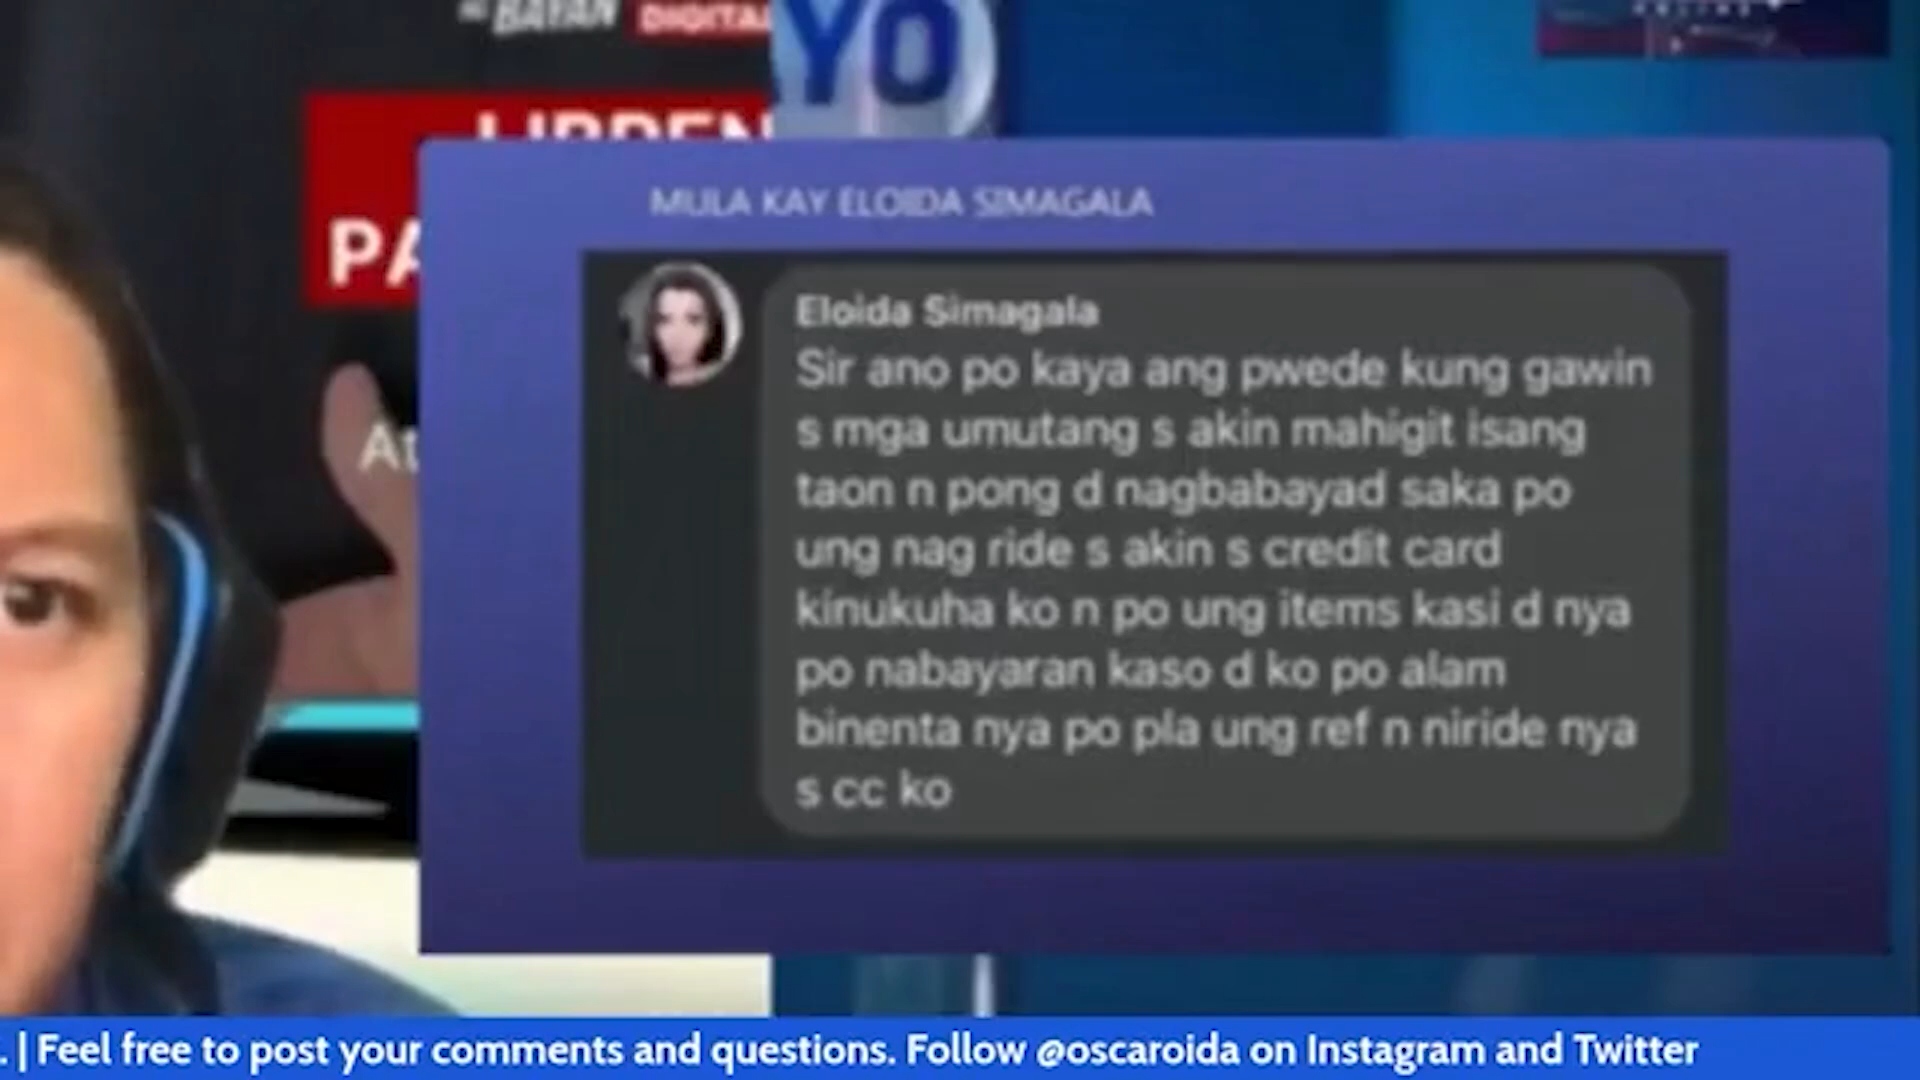 BAYAN
DIGITAL
YO
PA
At
MULA KAY ELOIDA SIMAGALA
Eloida Simagala
Sir ano po kaya ang pwede kung gawin
s mga umutang s akin mahigit isang
taon n pong d nagbabayad saka po
ung nag ride s akin s credit card
kinukuha ko n po ung items kasi d nya
po nabayaran kaso d ko po alam
binenta nya po pla ung ref n niride nya
s cc ko
. | Feel free to post your comments and questions. Follow @oscaroida on Instagram and Twitter